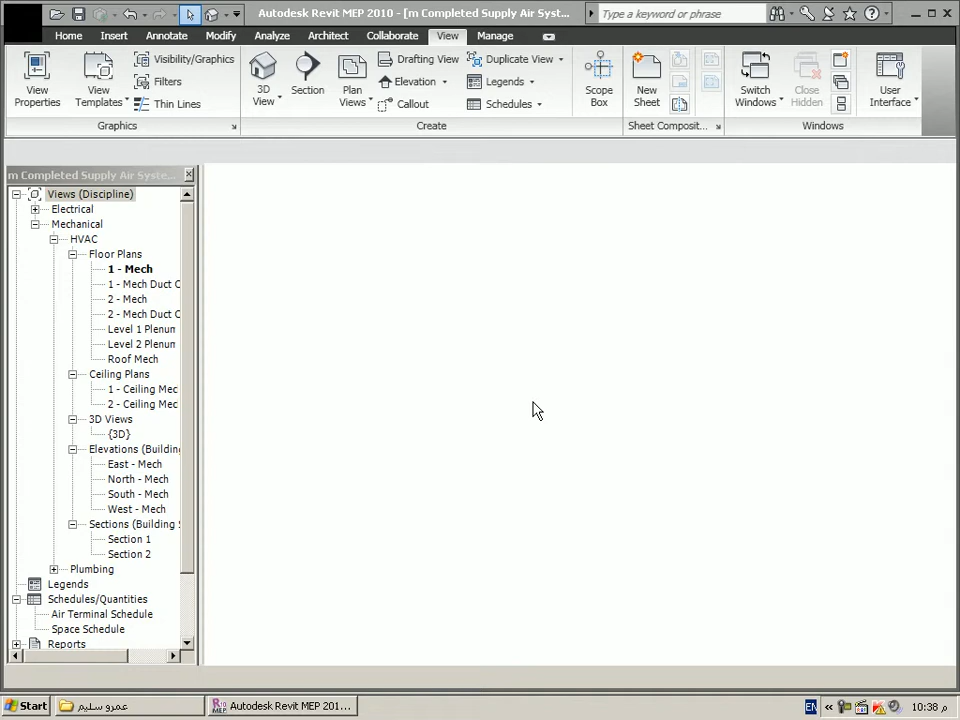 Autodesk Revit MEP 2010 - [m Completed Supply Air Syst...
Type a keyword or phrase
Home Insert Annotate Modify Analyze Architect Collaborate View Manage
View Properties
View Templates
Visibility/Graphics
Filters
Thin Lines
3D View
Section
Plan Views
Drafting View
Elevation
Callout
Duplicate View
Legends
Schedules
Scope Box
New Sheet
Switch Windows
Close Hidden
User Interface
Graphics
Create
Sheet Composit...
Windows
m Completed Supply Air Syste...
Views (Discipline)
Electrical
Mechanical
HVAC
Floor Plans
1 - Mech
1 - Mech Duct C
2 - Mech
2 - Mech Duct C
Level 1 Plenum
Level 2 Plenum
Roof Mech
Ceiling Plans
1 - Ceiling Mec
2 - Ceiling Mec
3D Views
{3D}
Elevations (Building
East - Mech
North - Mech
South - Mech
West - Mech
Sections (Building
Section 1
Section 2
Plumbing
Legends
Schedules/Quantities
Air Terminal Schedule
Space Schedule
Reports
Start
عمرو سليم
Autodesk Revit MEP 201...
EN
10:38 م